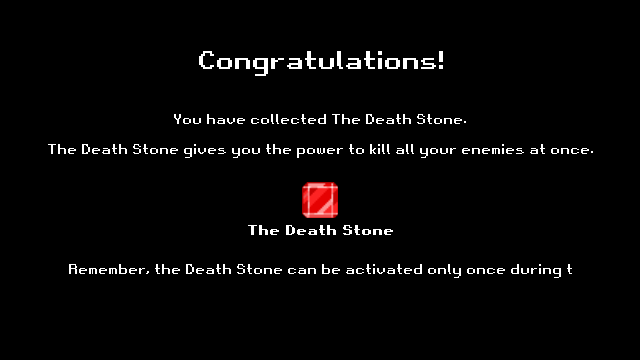 Congratulations!
You have collected The Death Stone.
The Death Stone gives you the power to kill all your enemies at once.
The Death Stone
Remember, the Death Stone can be activated only once during t